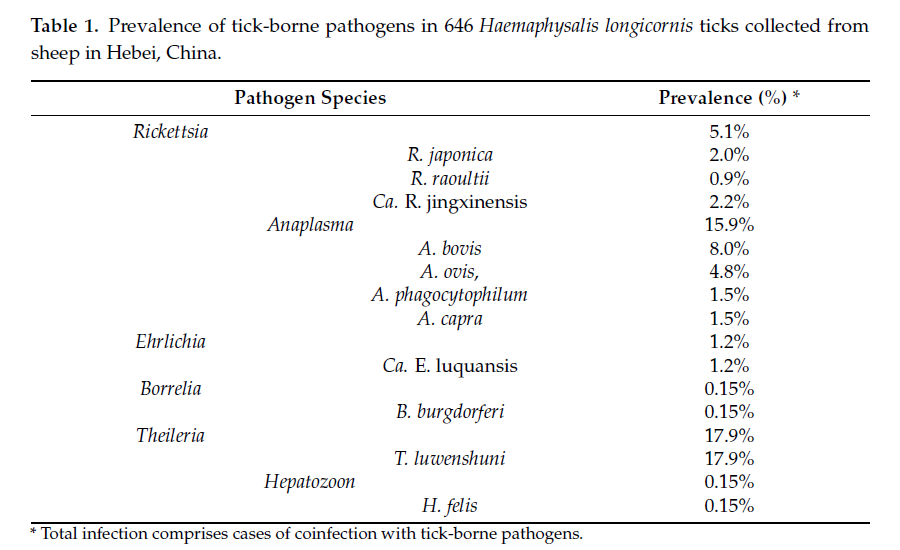 Table 1. Prevalence of tick-borne pathogens in 646 Haemaphysalis longicornis ticks collected from
sheep in Hebei, China.
Pathogen Species Prevalence (%) *
Rickettsia 5.1%
R. japonica 2.0%
R. raoultii 0.9%
Ca. R. jingxinensis 2.2%
Anaplasma 15.9%
A. bovis 8.0%
A. ovis, 4.8%
A. phagocytophilum 1.5%
A. capra 1.5%
Ehrlichia 1.2%
Ca. E. luquansis 1.2%
Borrelia 0.15%
B. burgdorferi 0.15%
Theileria 17.9%
T. luwenshuni 17.9%
Hepatozoon 0.15%
H. felis 0.15%
* Total infection comprises cases of coinfection with tick-borne pathogens.